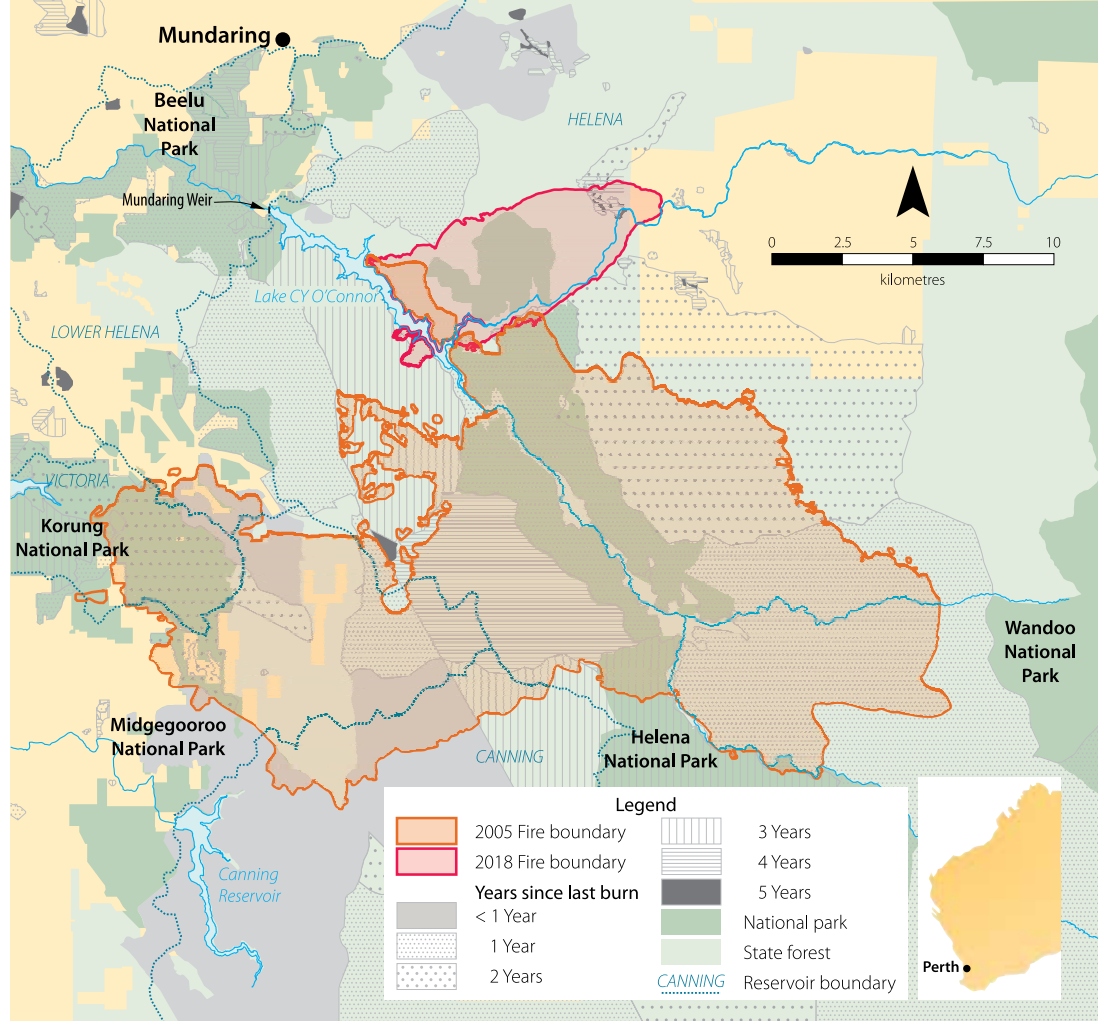 Mundaring
Beelu
National
Park
HELENA
Mundaring Weir
0 2.5 5 7.5 10
kilometres
Lake CY O'Connor
LOWER HELENA
VICTORIA
Korung
National Park
Wandoo
National
Park
Midgegooroo
National Park
Helena
National Park
CANNING
Canning
Reservoir
Legend
2005 Fire boundary
2018 Fire boundary
Years since last burn
< 1 Year
1 Year
2 Years
3 Years
4 Years
5 Years
National park
State forest
CANNING Reservoir boundary
Perth